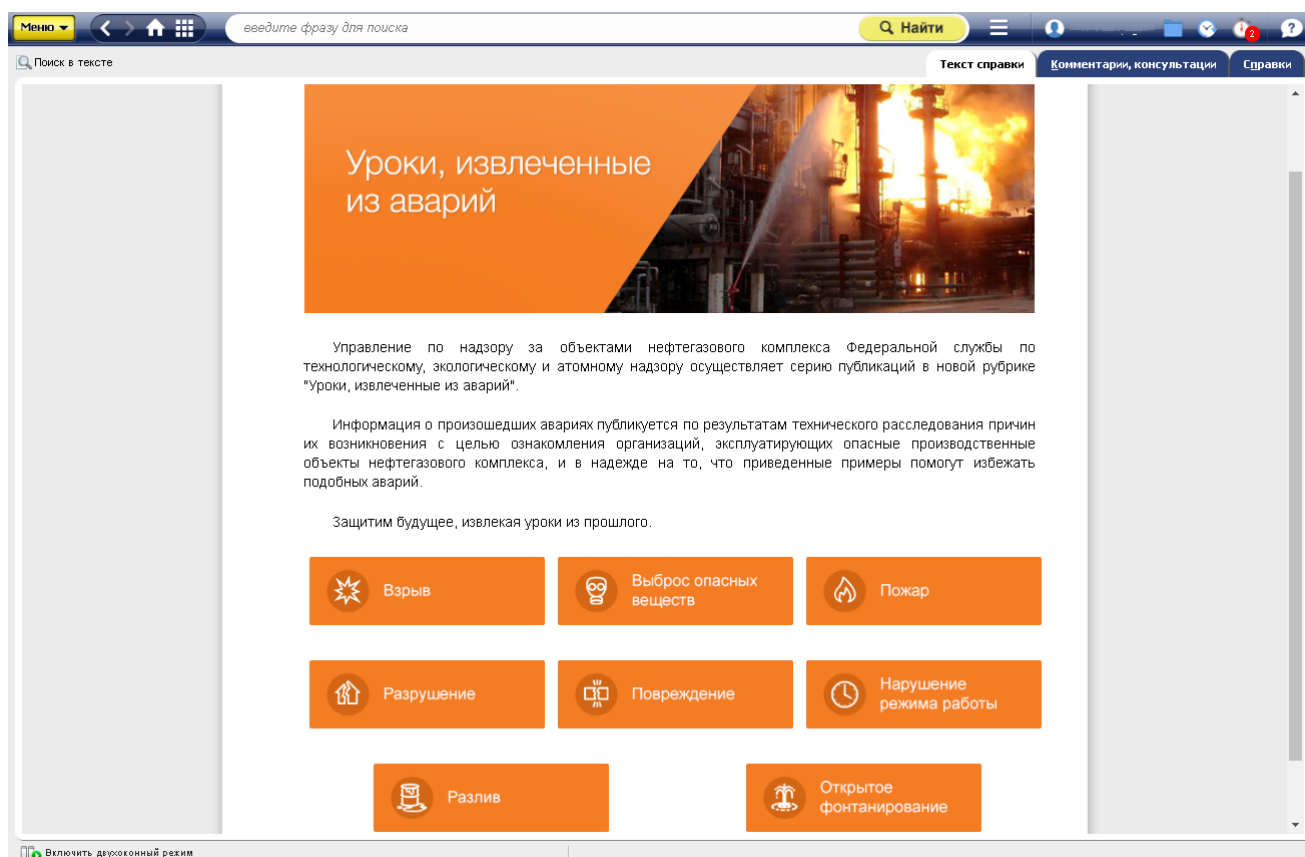 Меню
введите фразу для поиска
Найти
2
?
Поиск в тексте
Текст справки
Комментарии, консультации
Справки
Уроки, извлеченные
из аварий
Управление по надзору за объектами нефтегазового комплекса Федеральной службы по
технологическому, экологическому и атомному надзору осуществляет серию публикаций в новой рубрике
"Уроки, извлеченные из аварий".
Информация о произошедших авариях публикуется по результатам технического расследования причин
их возникновения с целью ознакомления организаций, эксплуатирующих опасные производственные
объекты нефтегазового комплекса, и в надежде на то, что приведенные примеры помогут избежать
подобных аварий.
Защитим будущее, извлекая уроки из прошлого.
Взрыв
Выброс опасных
веществ
Пожар
Разрушение
Повреждение
Нарушение
режима работы
Разлив
Открытое
фонтанирование
Включить двухоконный режим